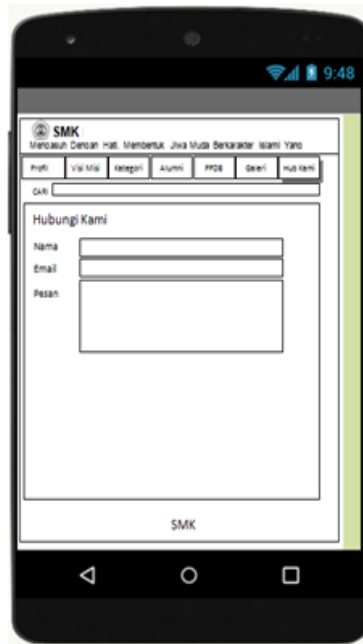 9:48
SMK
Mengasuh Dengan Hati. Membentuk Jiwa Muda Berkarakter Islami Yang
Profil Visi Misi Kategori Alumni PPDB Galeri Hub Kami
CARI
Hubungi Kami
Nama
Email
Pesan
SMK